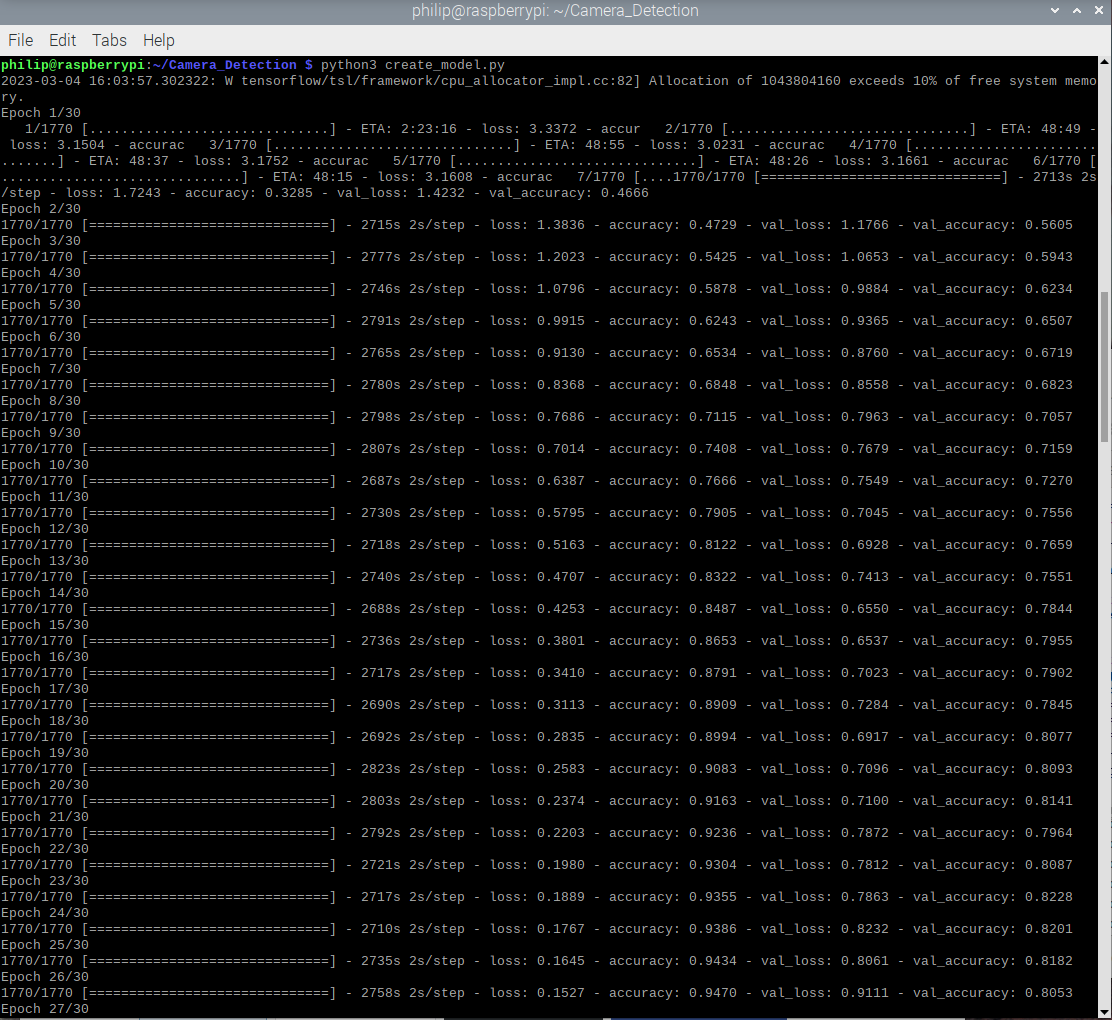 philip@raspberrypi: ~/Camera_Detection
File Edit Tabs Help
philip@raspberrypi:~/Camera_Detection $ python3 create_model.py
2023-03-04 16:03:57.302322: W tensorflow/tsl/framework/cpu_allocator_impl.cc:82] Allocation of 1043804160 exceeds 10% of free system memo
ry.
Epoch 1/30
   1/1770 [..............................] - ETA: 2:23:16 - loss: 3.3372 - accur   2/1770 [..............................] - ETA: 48:49 -
 loss: 3.1504 - accurac   3/1770 [..............................] - ETA: 48:55 - loss: 3.0231 - accurac   4/1770 [.......................
.......] - ETA: 48:37 - loss: 3.1752 - accurac   5/1770 [..............................] - ETA: 48:26 - loss: 3.1661 - accurac   6/1770 [
..............................] - ETA: 48:15 - loss: 3.1608 - accurac   7/1770 [....1770/1770 [==============================] - 2713s 2s
/step - loss: 1.7243 - accuracy: 0.3285 - val_loss: 1.4232 - val_accuracy: 0.4666
Epoch 2/30
1770/1770 [==============================] - 2715s 2s/step - loss: 1.3836 - accuracy: 0.4729 - val_loss: 1.1766 - val_accuracy: 0.5605
Epoch 3/30
1770/1770 [==============================] - 2777s 2s/step - loss: 1.2023 - accuracy: 0.5425 - val_loss: 1.0653 - val_accuracy: 0.5943
Epoch 4/30
1770/1770 [==============================] - 2746s 2s/step - loss: 1.0796 - accuracy: 0.5878 - val_loss: 0.9884 - val_accuracy: 0.6234
Epoch 5/30
1770/1770 [==============================] - 2791s 2s/step - loss: 0.9915 - accuracy: 0.6243 - val_loss: 0.9365 - val_accuracy: 0.6507
Epoch 6/30
1770/1770 [==============================] - 2765s 2s/step - loss: 0.9130 - accuracy: 0.6534 - val_loss: 0.8760 - val_accuracy: 0.6719
Epoch 7/30
1770/1770 [==============================] - 2780s 2s/step - loss: 0.8368 - accuracy: 0.6848 - val_loss: 0.8558 - val_accuracy: 0.6823
Epoch 8/30
1770/1770 [==============================] - 2798s 2s/step - loss: 0.7686 - accuracy: 0.7115 - val_loss: 0.7963 - val_accuracy: 0.7057
Epoch 9/30
1770/1770 [==============================] - 2807s 2s/step - loss: 0.7014 - accuracy: 0.7408 - val_loss: 0.7679 - val_accuracy: 0.7159
Epoch 10/30
1770/1770 [==============================] - 2687s 2s/step - loss: 0.6387 - accuracy: 0.7666 - val_loss: 0.7549 - val_accuracy: 0.7270
Epoch 11/30
1770/1770 [==============================] - 2730s 2s/step - loss: 0.5795 - accuracy: 0.7905 - val_loss: 0.7045 - val_accuracy: 0.7556
Epoch 12/30
1770/1770 [==============================] - 2718s 2s/step - loss: 0.5163 - accuracy: 0.8122 - val_loss: 0.6928 - val_accuracy: 0.7659
Epoch 13/30
1770/1770 [==============================] - 2740s 2s/step - loss: 0.4707 - accuracy: 0.8322 - val_loss: 0.7413 - val_accuracy: 0.7551
Epoch 14/30
1770/1770 [==============================] - 2688s 2s/step - loss: 0.4253 - accuracy: 0.8487 - val_loss: 0.6550 - val_accuracy: 0.7844
Epoch 15/30
1770/1770 [==============================] - 2736s 2s/step - loss: 0.3801 - accuracy: 0.8653 - val_loss: 0.6537 - val_accuracy: 0.7955
Epoch 16/30
1770/1770 [==============================] - 2717s 2s/step - loss: 0.3410 - accuracy: 0.8791 - val_loss: 0.7023 - val_accuracy: 0.7902
Epoch 17/30
1770/1770 [==============================] - 2690s 2s/step - loss: 0.3113 - accuracy: 0.8909 - val_loss: 0.7284 - val_accuracy: 0.7845
Epoch 18/30
1770/1770 [==============================] - 2692s 2s/step - loss: 0.2835 - accuracy: 0.8994 - val_loss: 0.6917 - val_accuracy: 0.8077
Epoch 19/30
1770/1770 [==============================] - 2823s 2s/step - loss: 0.2583 - accuracy: 0.9083 - val_loss: 0.7096 - val_accuracy: 0.8093
Epoch 20/30
1770/1770 [==============================] - 2803s 2s/step - loss: 0.2374 - accuracy: 0.9163 - val_loss: 0.7100 - val_accuracy: 0.8141
Epoch 21/30
1770/1770 [==============================] - 2792s 2s/step - loss: 0.2203 - accuracy: 0.9236 - val_loss: 0.7872 - val_accuracy: 0.7964
Epoch 22/30
1770/1770 [==============================] - 2721s 2s/step - loss: 0.1980 - accuracy: 0.9304 - val_loss: 0.7812 - val_accuracy: 0.8087
Epoch 23/30
1770/1770 [==============================] - 2717s 2s/step - loss: 0.1889 - accuracy: 0.9355 - val_loss: 0.7863 - val_accuracy: 0.8228
Epoch 24/30
1770/1770 [==============================] - 2710s 2s/step - loss: 0.1767 - accuracy: 0.9386 - val_loss: 0.8232 - val_accuracy: 0.8201
Epoch 25/30
1770/1770 [==============================] - 2735s 2s/step - loss: 0.1645 - accuracy: 0.9434 - val_loss: 0.8061 - val_accuracy: 0.8182
Epoch 26/30
1770/1770 [==============================] - 2758s 2s/step - loss: 0.1527 - accuracy: 0.9470 - val_loss: 0.9111 - val_accuracy: 0.8053
Epoch 27/30